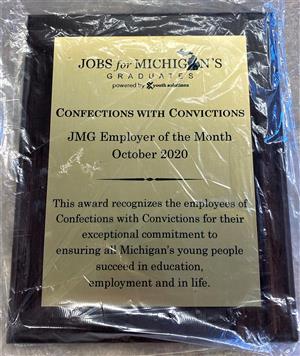 JOBS for MICHIGAN'S
GRADUATES
powered by youth solutions
CONFECTIONS WITH CONVICTIONS
JMG Employer of the Month
October 2020
This award recognizes the employees of
Confections with Convictions for their
exceptional commitment to
ensuring all Michigan's young people
succeed in education,
employment and in life.